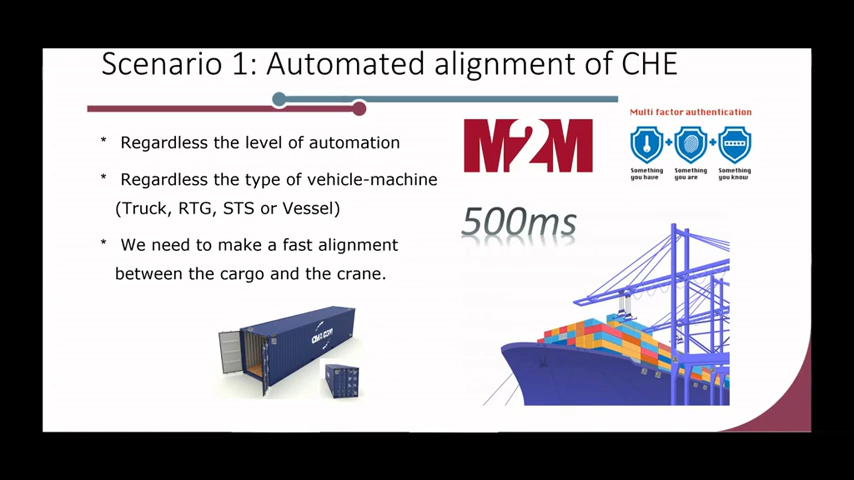 Scenario 1: Automated alignment of CHE
* Regardless the level of automation
* Regardless the type of vehicle-machine
(Truck, RTG, STS or Vessel)
* We need to make a fast alignment
between the cargo and the crane.
M2M
Multi factor authentication
Something you have
Something you are
Something you know
500ms
CMA CGM